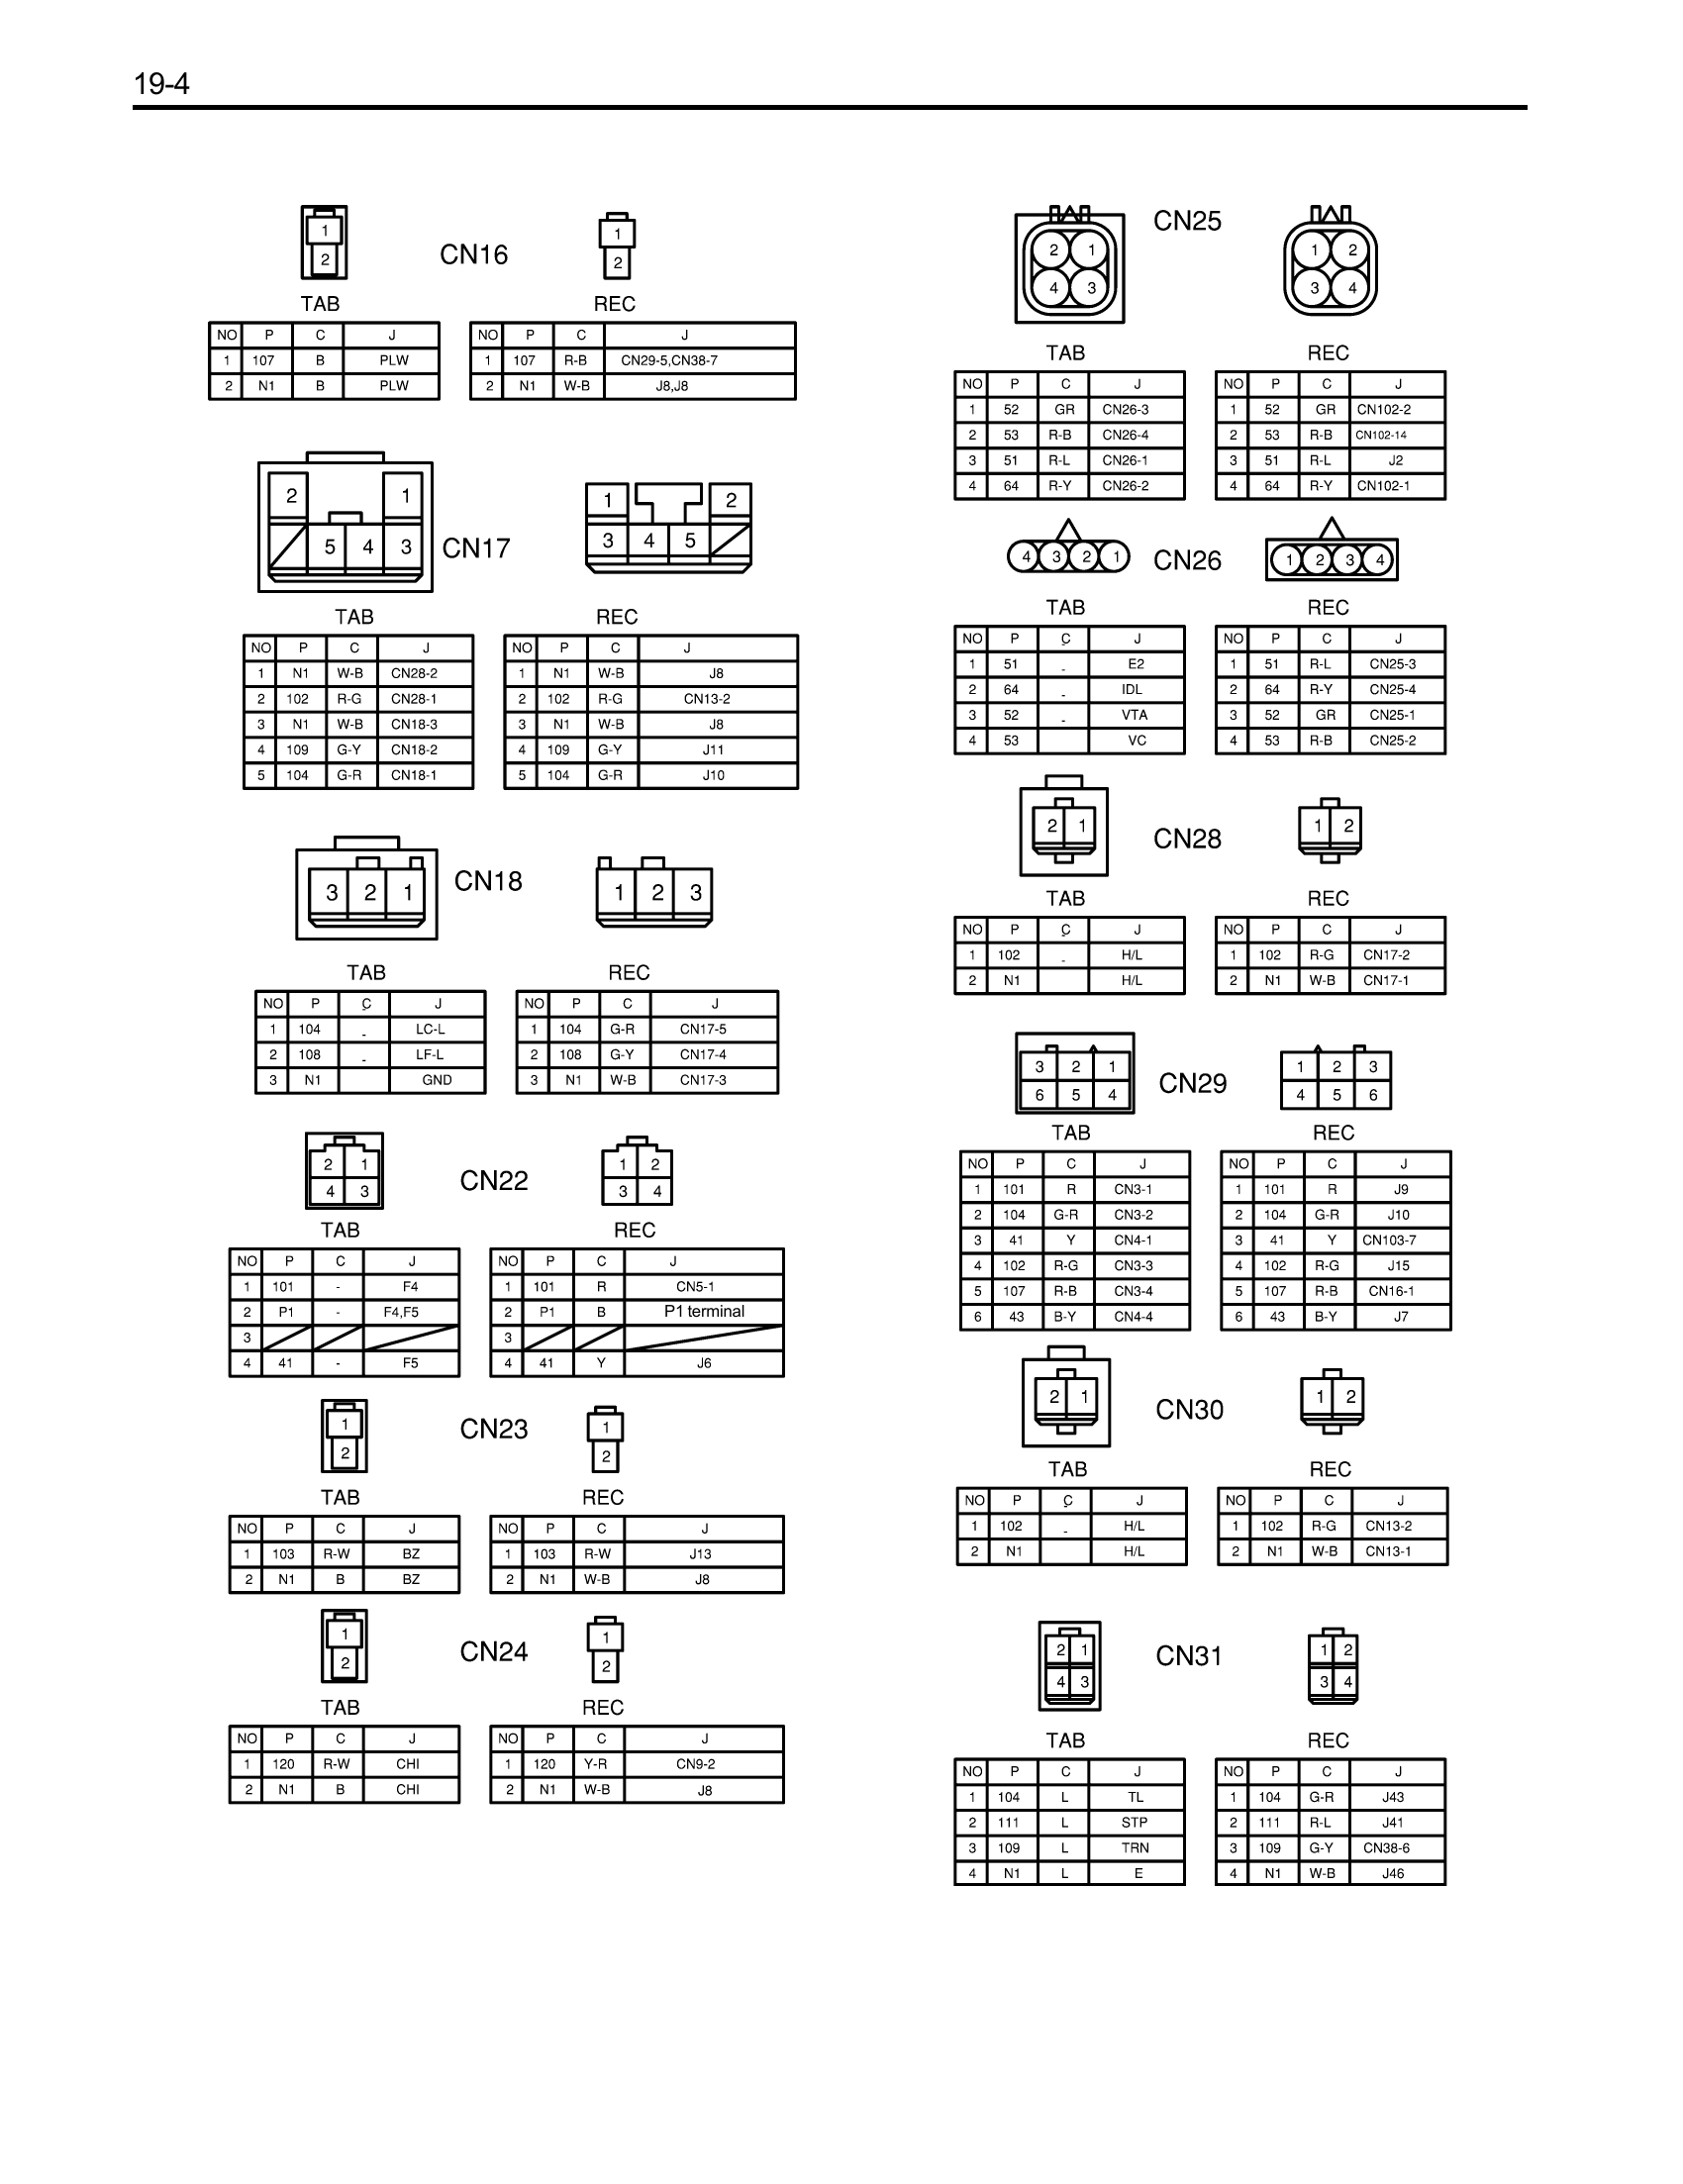 19-4
1
2
CN16
1
2
TAB
REC
NO P C J
1 107 B PLW
2 N1 B PLW
NO P C J
1 107 R-B CN29-5,CN38-7
2 N1 W-B J8,J8
2 1
5 4 3
CN17
1 2
3 4 5
TAB
REC
NO P C J
1 N1 W-B CN28-2
2 102 R-G CN28-1
3 N1 W-B CN18-3
4 109 G-Y CN18-2
5 104 G-R CN18-1
NO P C J
1 N1 W-B J8
2 102 R-G CN13-2
3 N1 W-B J8
4 109 G-Y J11
5 104 G-R J10
3 2 1
CN18
1 2 3
TAB
REC
NO P C J
1 104 - LC-L
2 108 - LF-L
3 N1 GND
NO P C J
1 104 G-R CN17-5
2 108 G-Y CN17-4
3 N1 W-B CN17-3
2 1
4 3
CN22
1 2
3 4
TAB
REC
NO P C J
1 101 - F4
2 P1 - F4,F5
3
4 41 - F5
NO P C J
1 101 R CN5-1
2 P1 B P1 terminal
3
4 41 Y J6
1
2
CN23
1
2
TAB
REC
NO P C J
1 103 R-W BZ
2 N1 B BZ
NO P C J
1 103 R-W J13
2 N1 W-B J8
1
2
CN24
1
2
TAB
REC
NO P C J
1 120 R-W CHI
2 N1 B CHI
NO P C J
1 120 Y-R CN9-2
2 N1 W-B J8
2 1
4 3
CN25
1 2
3 4
TAB
REC
NO P C J
1 52 GR CN26-3
2 53 R-B CN26-4
3 51 R-L CN26-1
4 64 R-Y CN26-2
NO P C J
1 52 GR CN102-2
2 53 R-B CN102-14
3 51 R-L J2
4 64 R-Y CN102-1
4 3 2 1
CN26
1 2 3 4
TAB
REC
NO P C J
1 51 - E2
2 64 - IDL
3 52 - VTA
4 53 VC
NO P C J
1 51 R-L CN25-3
2 64 R-Y CN25-4
3 52 GR CN25-1
4 53 R-B CN25-2
2 1
CN28
1 2
TAB
REC
NO P C J
1 102 - H/L
2 N1 H/L
NO P C J
1 102 R-G CN17-2
2 N1 W-B CN17-1
3 2 1
6 5 4
CN29
1 2 3
4 5 6
TAB
REC
NO P C J
1 101 R CN3-1
2 104 G-R CN3-2
3 41 Y CN4-1
4 102 R-G CN3-3
5 107 R-B CN3-4
6 43 B-Y CN4-4
NO P C J
1 101 R J9
2 104 G-R J10
3 41 Y CN103-7
4 102 R-G J15
5 107 R-B CN16-1
6 43 B-Y J7
2 1
CN30
1 2
TAB
REC
NO P C J
1 102 - H/L
2 N1 H/L
NO P C J
1 102 R-G CN13-2
2 N1 W-B CN13-1
2 1
4 3
CN31
1 2
3 4
TAB
REC
NO P C J
1 104 L TL
2 111 L STP
3 109 L TRN
4 N1 L E
NO P C J
1 104 G-R J43
2 111 R-L J41
3 109 G-Y CN38-6
4 N1 W-B J46